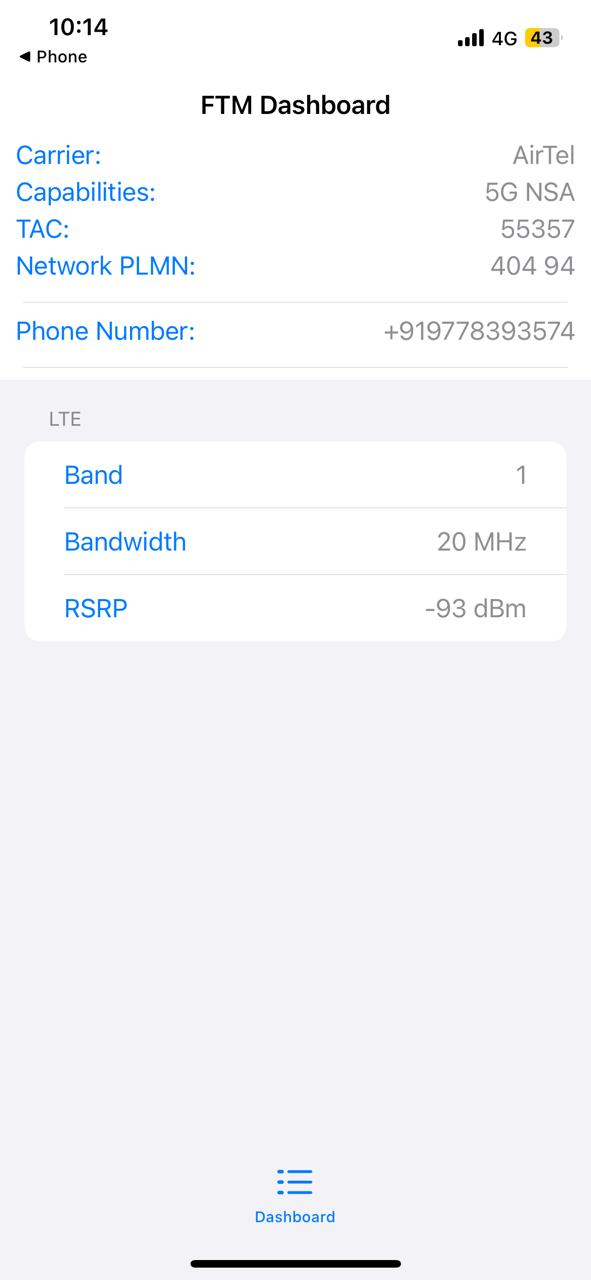 10:14
4G 43
◀ Phone
FTM Dashboard
Carrier: AirTel
Capabilities: 5G NSA
TAC: 55357
Network PLMN: 404 94
Phone Number: +919778393574
LTE
Band 1
Bandwidth 20 MHz
RSRP -93 dBm
Dashboard